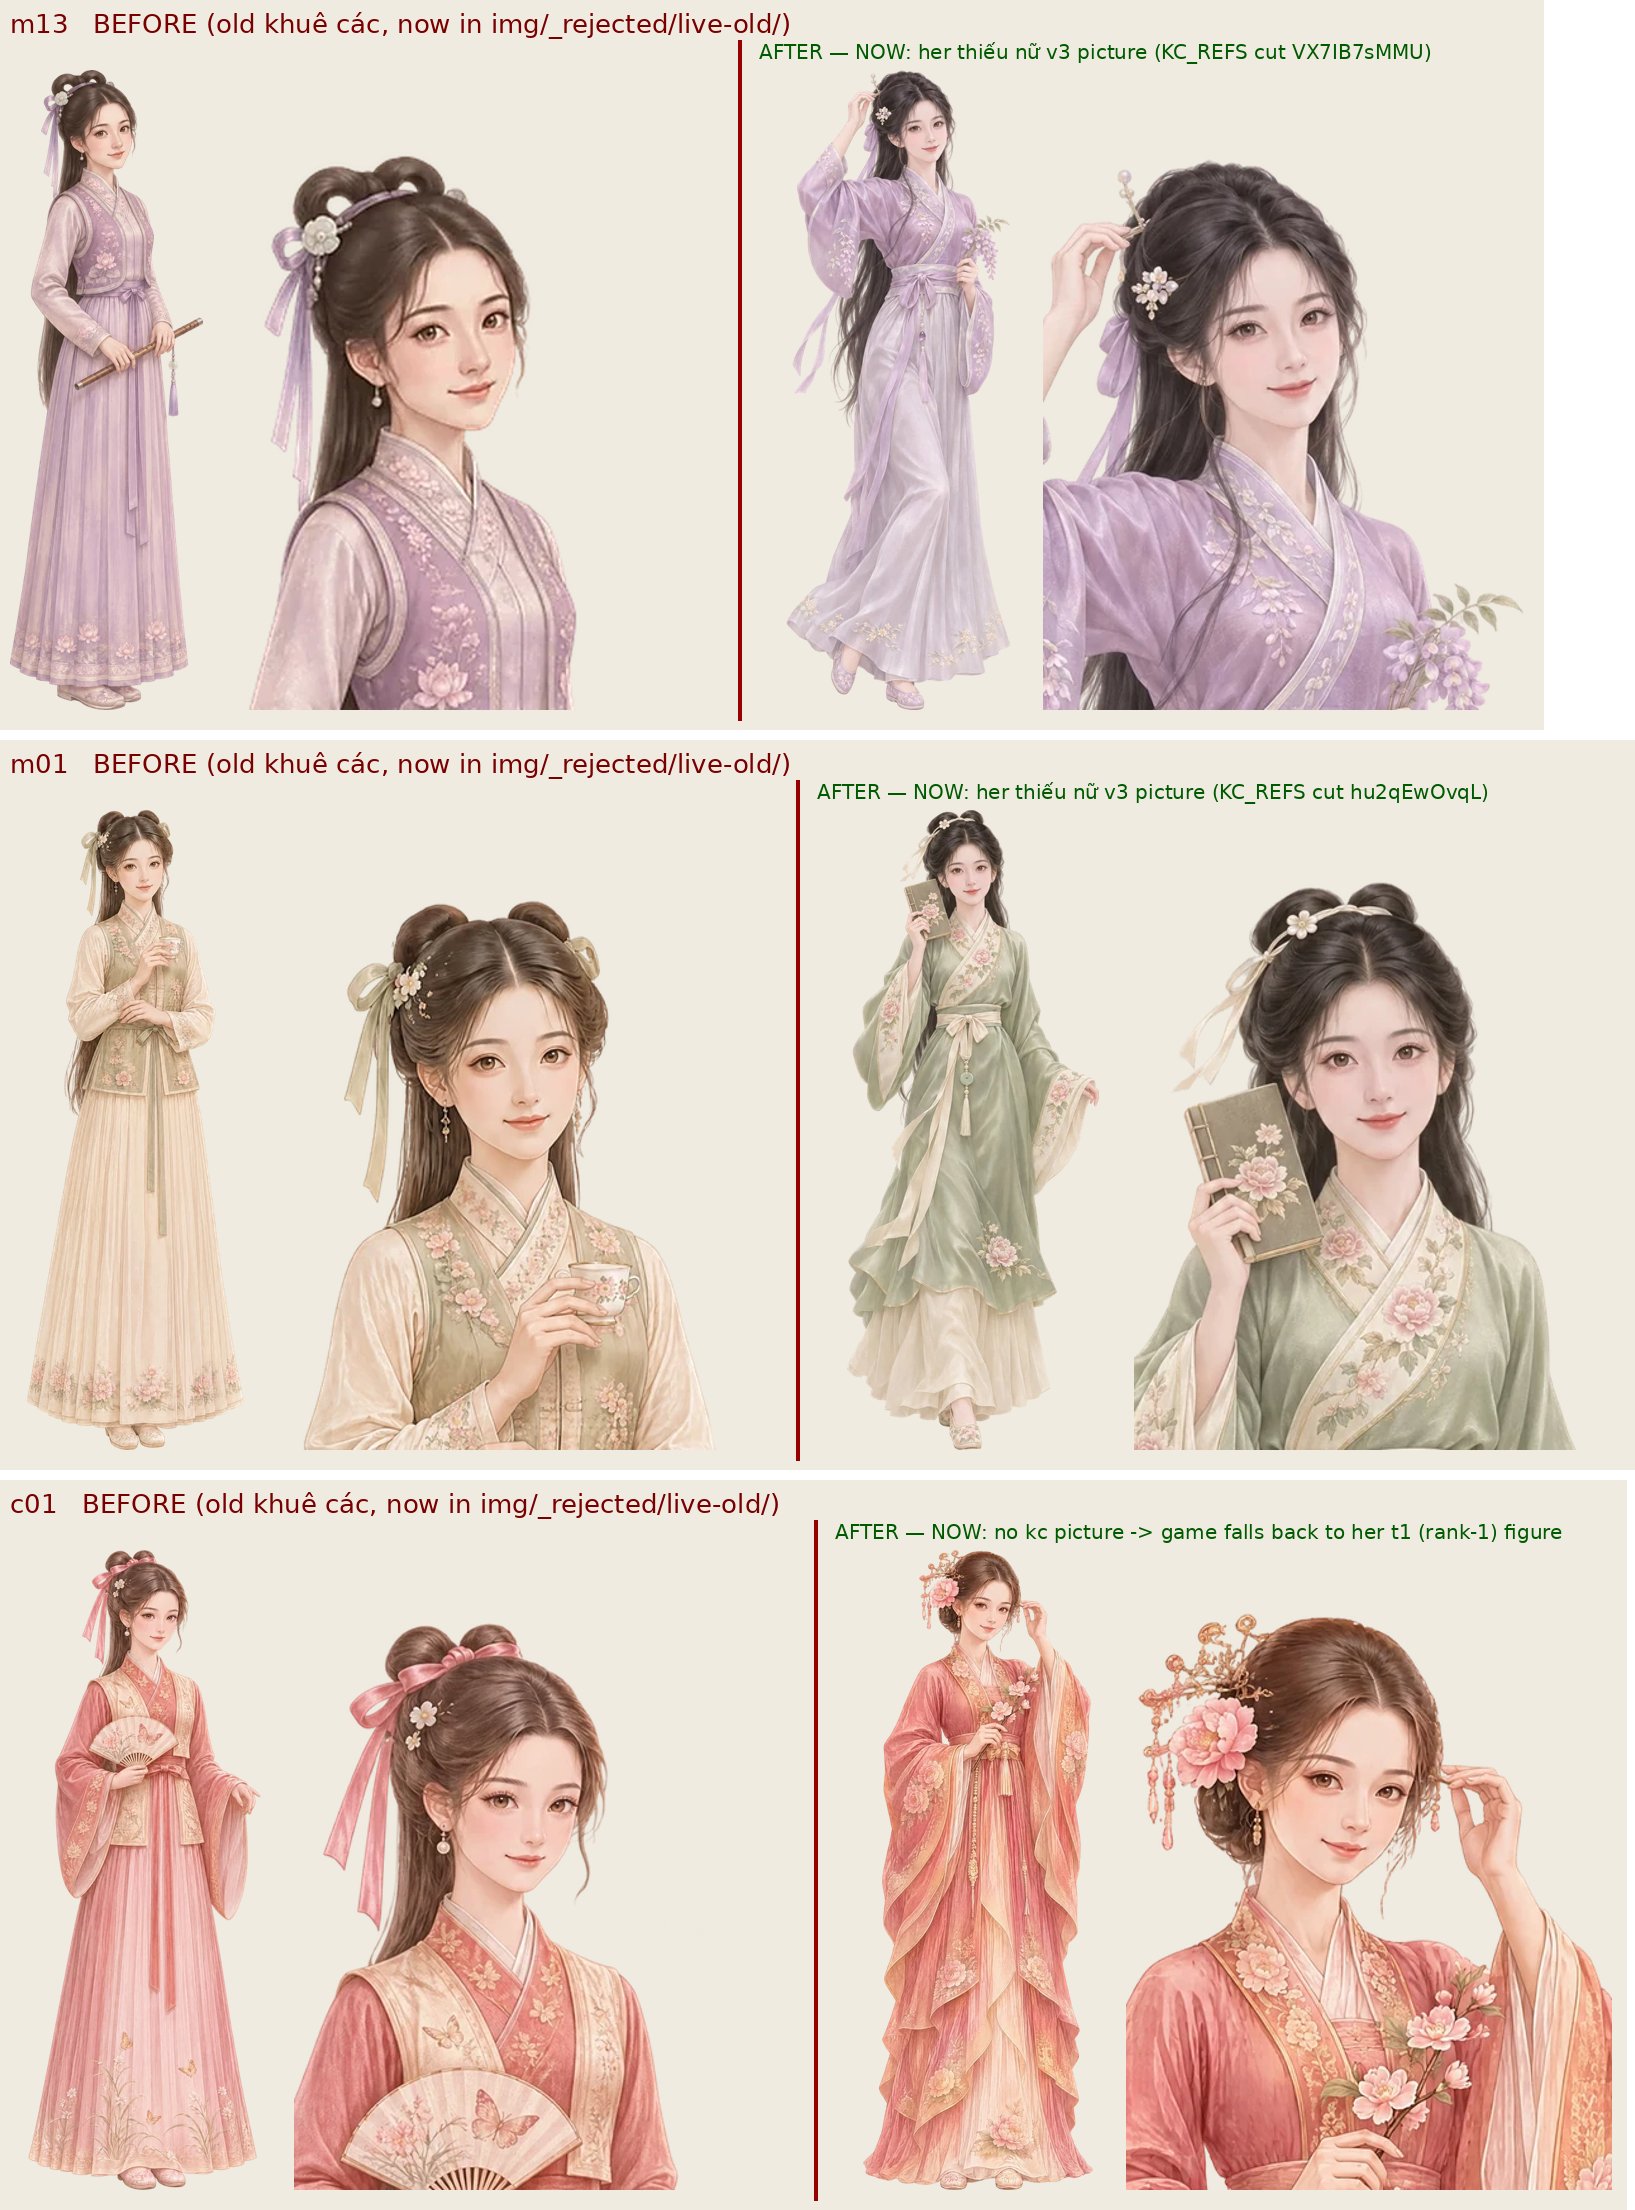 m13   BEFORE (old khuê các, now in img/_rejected/live-old/)
AFTER — NOW: her thiếu nữ v3 picture (KC_REFS cut VX7IB7sMMU)
m01   BEFORE (old khuê các, now in img/_rejected/live-old/)
AFTER — NOW: her thiếu nữ v3 picture (KC_REFS cut hu2qEwOvqL)
c01   BEFORE (old khuê các, now in img/_rejected/live-old/)
AFTER — NOW: no kc picture -> game falls back to her t1 (rank-1) figure